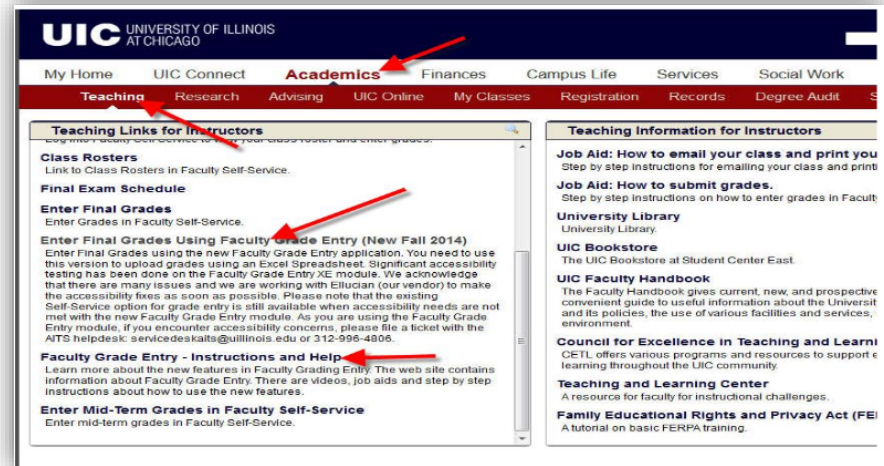 UIC UNIVERSITY OF ILLINOIS
AT CHICAGO
My Home UIC Connect Academics Finances Campus Life Services Social Work
Teaching Research Advising UIC Online My Classes Registration Records Degree Audit
Teaching Links for Instructors
Class Rosters
Link to Class Rosters in Faculty Self-Service.
Final Exam Schedule
Enter Final Grades
Enter Grades in Faculty Self-Service.
Enter Final Grades Using Faculty Grade Entry (New Fall 2014)
Enter Final Grades using the new Faculty Grade Entry application. You need to use
this version to upload grades using an Excel Spreadsheet. Significant accessibility
testing has been done on the Faculty Grade Entry XE module. We acknowledge
that there are many issues and we are working with Ellucian (our vendor) to make
the accessibility fixes as soon as possible. Please note that the existing
Self-Service option for grade entry is still available when accessibility needs are not
met with the new Faculty Grade Entry module. As you are using the Faculty Grade
Entry module, if you encounter accessibility concerns, please file a ticket with the
AITS helpdesk: servicedeskaits@uillinois.edu or 312-996-4806.
Faculty Grade Entry - Instructions and Help
Learn more about the new features in Faculty Grading Entry. The web site contains
information about Faculty Grade Entry. There are videos, job aids and step by step
instructions about how to use the new features.
Enter Mid-Term Grades in Faculty Self-Service
Enter mid-term grades in Faculty Self-Service.
Teaching Information for Instructors
Job Aid: How to email your class and print you
Step by step instructions for emailing your class and printi
Job Aid: How to submit grades.
Step by step instructions on how to enter grades in Faculty
University Library
University Library.
UIC Bookstore
The UIC Bookstore at Student Center East.
UIC Faculty Handbook
The Faculty Handbook gives current, new, and prospective
convenient guide to useful information about the Universit
and its policies, the use of various facilities and services,
environment.
Council for Excellence in Teaching and Learni
CETL offers various programs and resources to support e
learning throughout the UIC community.
Teaching and Learning Center
A resource for faculty for instructional challenges.
Family Educational Rights and Privacy Act (FE
A tutorial on basic FERPA training.